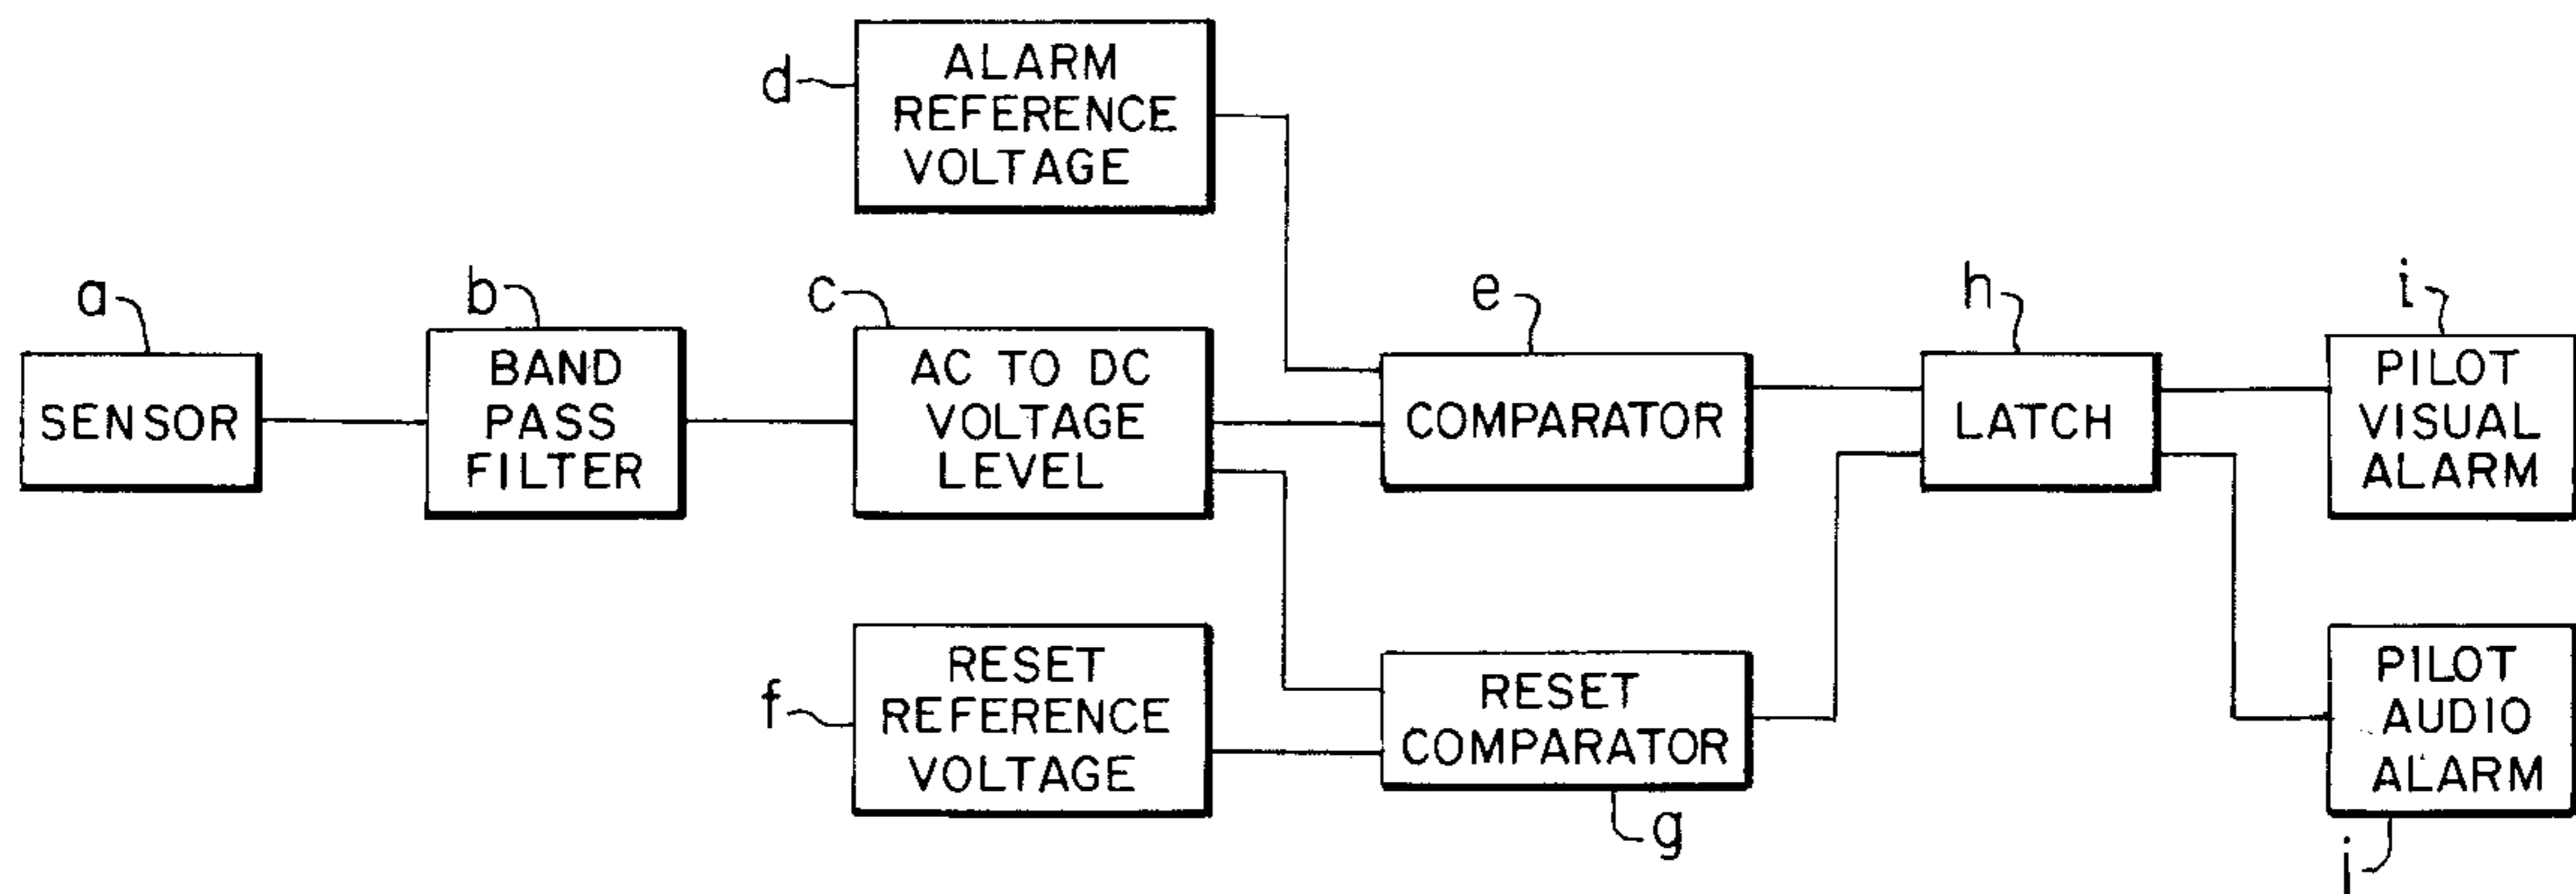 d
ALARM
REFERENCE
VOLTAGE
a
SENSOR
b
BAND
PASS
FILTER
c
AC TO DC
VOLTAGE
LEVEL
e
COMPARATOR
h
LATCH
i
PILOT
VISUAL
ALARM
f
RESET
REFERENCE
VOLTAGE
RESET
COMPARATOR
g
PILOT
AUDIO
ALARM